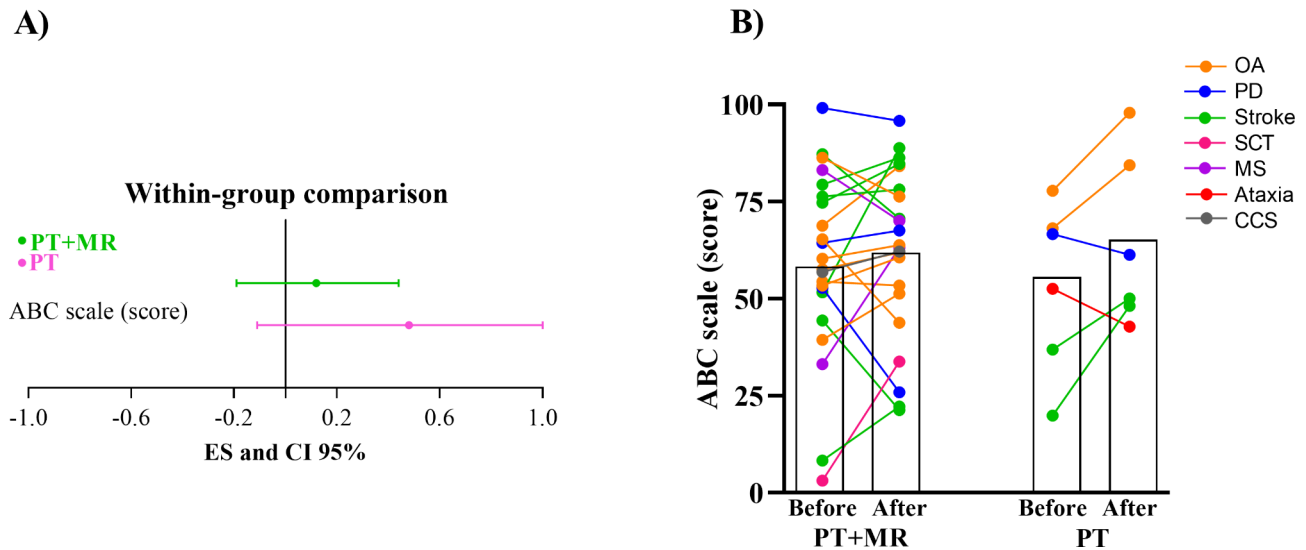 A)
Within-group comparison
PT+MR
PT
ABC scale (score)
-1.0 -0.6 -0.2 0.2 0.6 1.0
ES and CI 95%
B)
OA
PD
Stroke
SCT
MS
Ataxia
CCS
ABC scale (score)
100
75
50
25
0
Before After Before After
PT+MR PT